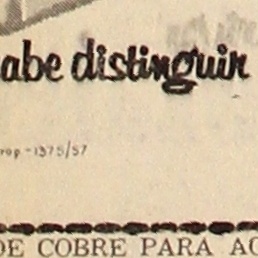 abe distinguir
rop - 1375/57
DE COBRE PARA AC